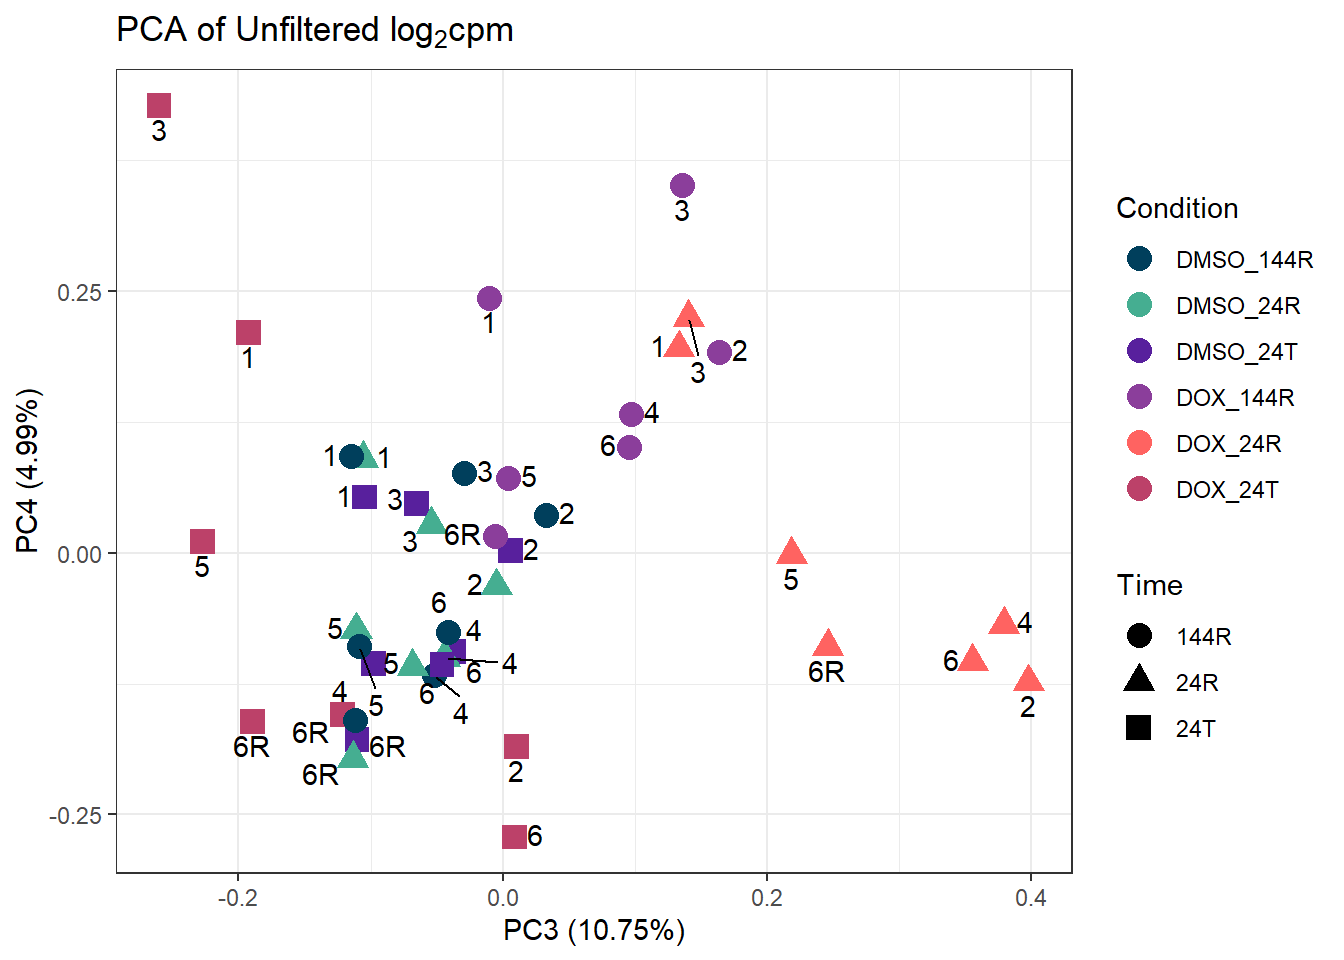 PCA of Unfiltered log₂cpm
3
3
1
1
3
2
1
4
6
1
1
3
5
1
3
2
3
6R
2
5
5
2
6
4
5
4
6R
6
5
5
6
4
6
2
4
5
4
6R
6R
6R
6R
2
6
0.25
0.00
-0.25
PC4 (4.99%)
-0.2
0.0
0.2
0.4
PC3 (10.75%)
Condition
DMSO_144R
DMSO_24R
DMSO_24T
DOX_144R
DOX_24R
DOX_24T
Time
144R
24R
24T